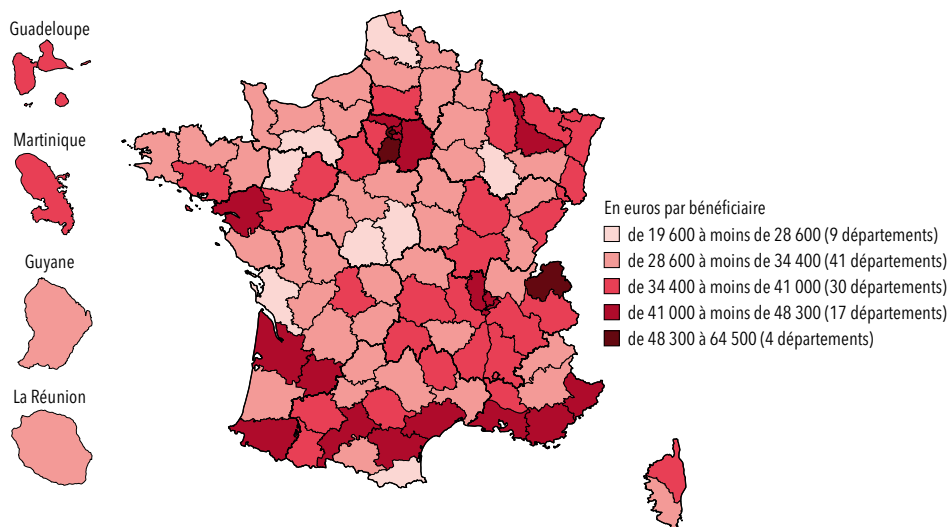 Guadeloupe
Martinique
Guyane
La Réunion
En euros par bénéficiaire
de 19 600 à moins de 28 600 (9 départements)
de 28 600 à moins de 34 400 (41 départements)
de 34 400 à moins de 41 000 (30 départements)
de 41 000 à moins de 48 300 (17 départements)
de 48 300 à 64 500 (4 départements)